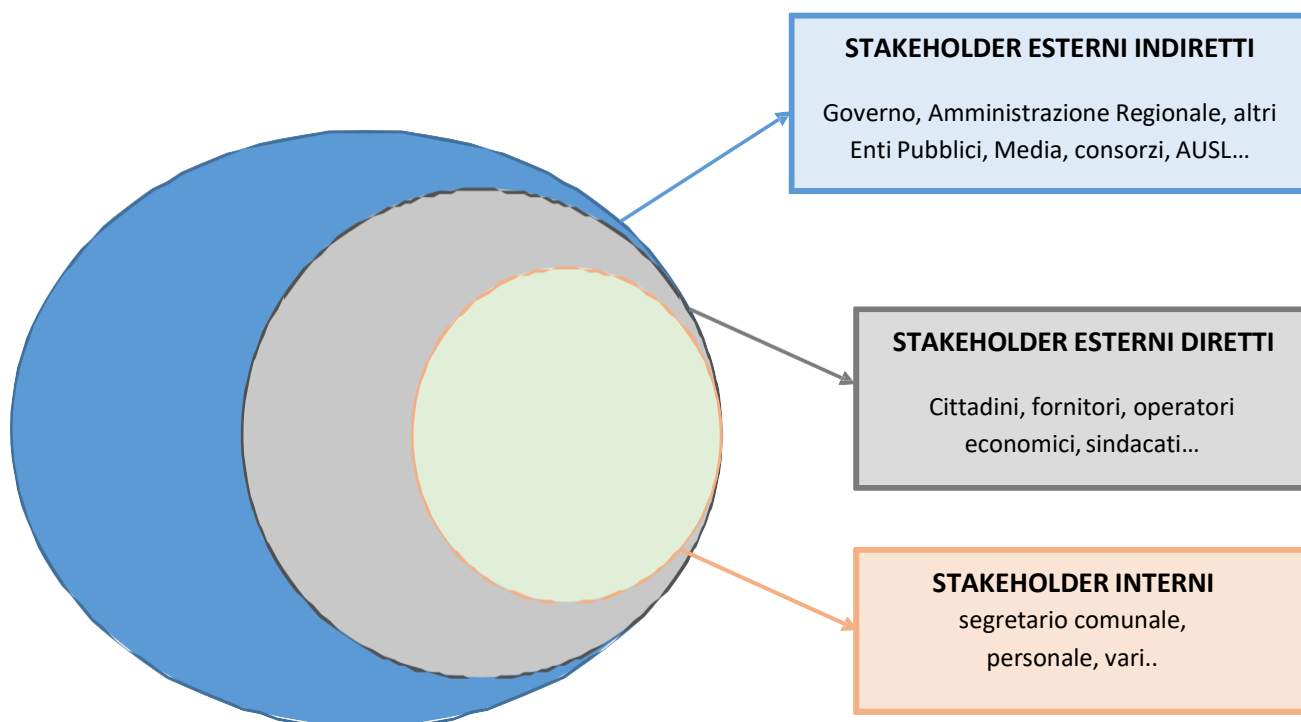 STAKEHOLDER ESTERNI INDIRETTI
Governo, Amministrazione Regionale, altri
Enti Pubblici, Media, consorzi, AUSL…
STAKEHOLDER ESTERNI DIRETTI
Cittadini, fornitori, operatori
economici, sindacati…
STAKEHOLDER INTERNI
segretario comunale,
personale, vari..